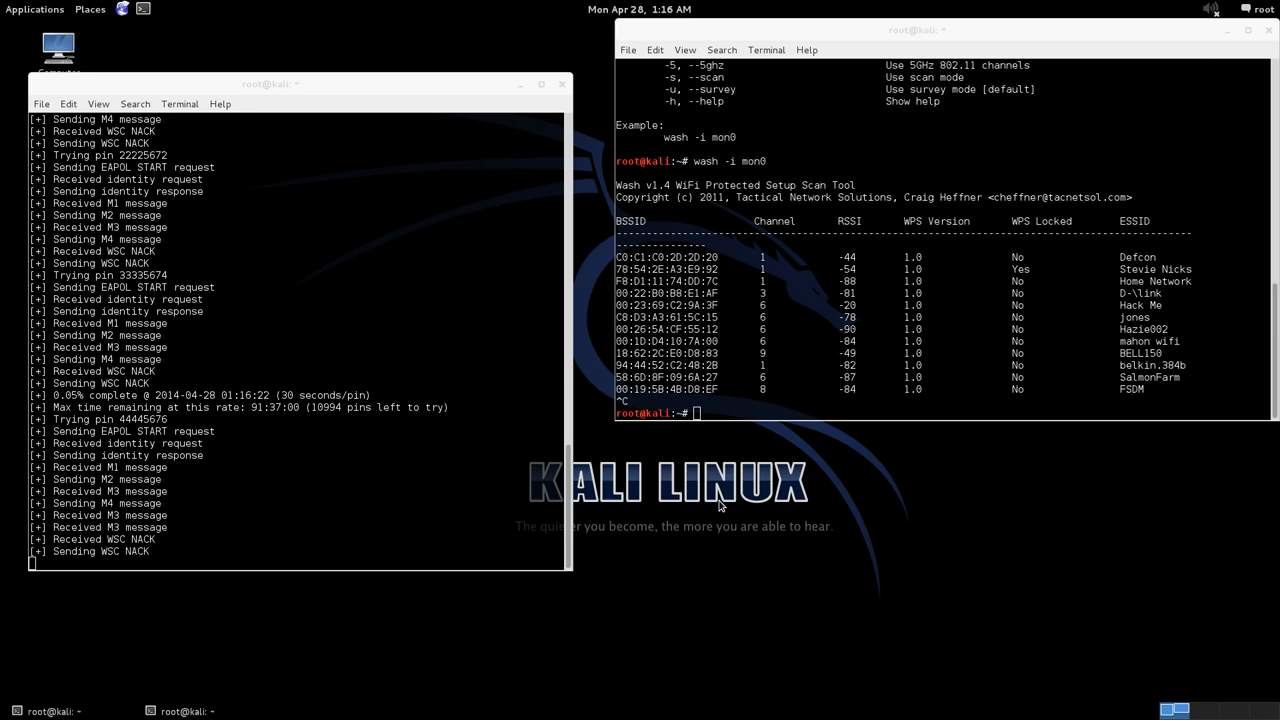 Applications Places
Mon Apr 28, 1:16 AM
root
root@kali: ~
File Edit View Search Terminal Help
[+] Sending M4 message
[+] Received WSC NACK
[+] Sending WSC NACK
[+] Trying pin 22225672
[+] Sending EAPOL START request
[+] Received identity request
[+] Sending identity response
[+] Received M1 message
[+] Sending M2 message
[+] Received M3 message
[+] Sending M4 message
[+] Received WSC NACK
[+] Sending WSC NACK
[+] Trying pin 33335674
[+] Sending EAPOL START request
[+] Received identity request
[+] Sending identity response
[+] Received M1 message
[+] Sending M2 message
[+] Received M3 message
[+] Sending M4 message
[+] Received WSC NACK
[+] Sending WSC NACK
[+] 0.05% complete @ 2014-04-28 01:16:22 (30 seconds/pin)
[+] Max time remaining at this rate: 91:37:00 (10994 pins left to try)
[+] Trying pin 44445676
[+] Sending EAPOL START request
[+] Received identity request
[+] Sending identity response
[+] Received M1 message
[+] Sending M2 message
[+] Received M3 message
[+] Sending M4 message
[+] Received M3 message
[+] Received M3 message
[+] Received WSC NACK
[+] Sending WSC NACK
root@kali: ~
File Edit View Search Terminal Help
-5, --5ghz Use 5GHz 802.11 channels
-s, --scan Use scan mode
-u, --survey Use survey mode [default]
-h, --help Show help
Example:
wash -i mon0
root@kali:~# wash -i mon0
Wash v1.4 WiFi Protected Setup Scan Tool
Copyright (c) 2011, Tactical Network Solutions, Craig Heffner <cheffner@tacnetsol.com>
BSSID Channel RSSI WPS Version WPS Locked ESSID
---------------------------------------------------------------------------------------------------------------
C0:C1:C0:2D:2D:20 1 -44 1.0 No Defcon
78:54:2E:A3:E9:92 1 -54 1.0 Yes Stevie Nicks
F8:D1:11:74:DD:7C 1 -88 1.0 No Home Network
00:22:B0:B8:E1:AF 3 -81 1.0 No D-\link
00:23:69:C2:9A:3F 6 -20 1.0 No Hack Me
C8:D3:A3:61:5C:15 6 -78 1.0 No jones
00:26:5A:CF:55:12 6 -90 1.0 No Hazie002
00:1D:D4:10:7A:00 6 -84 1.0 No mahon wifi
18:62:2C:E0:D8:83 9 -49 1.0 No BELL150
94:44:52:C2:48:2B 1 -82 1.0 No belkin.384b
58:6D:8F:09:6A:27 6 -87 1.0 No SalmonFarm
00:19:5B:4B:D8:EF 8 -84 1.0 No FSDM
^C
root@kali:~#
KALI LINUX
The quieter you become, the more you are able to hear.
root@kali: ~
root@kali: ~